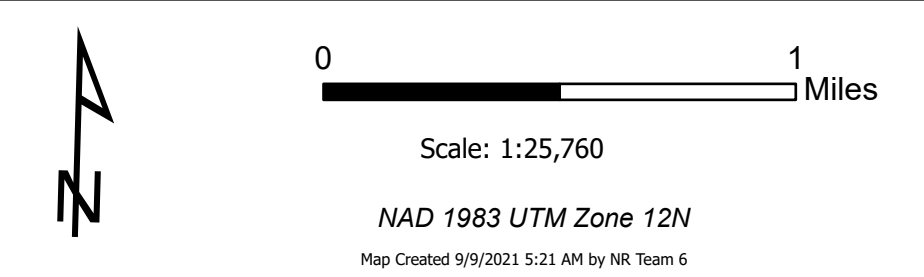 0 1
Miles
Scale: 1:25,760
N
NAD 1983 UTM Zone 12N
Map Created 9/9/2021 5:21 AM by NR Team 6